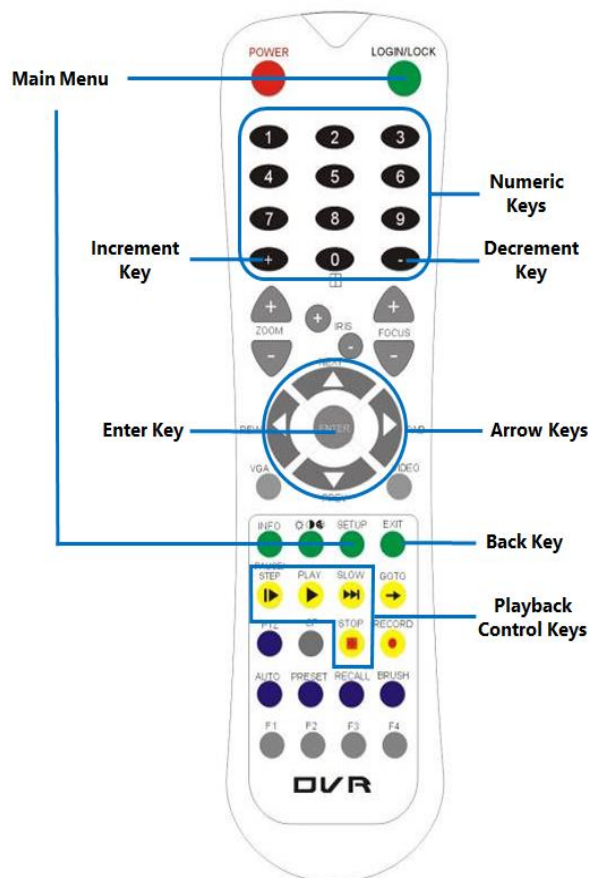 POWER
LOGIN/LOCK
Main Menu
1 2 3
4 5 6
7 8 9
+ 0 -
Numeric
Keys
Increment
Key
Decrement
Key
+ + +
ZOOM IRIS FOCUS
- - -
Enter Key
ENTER
Arrow Keys
VGA
INFO SETUP EXIT
Back Key
STEP PLAY SLOW GOTO
Playback
Control Keys
STOP RECORD
AUTO PRESET RECALL BRUSH
F1 F2 F3 F4
DVR